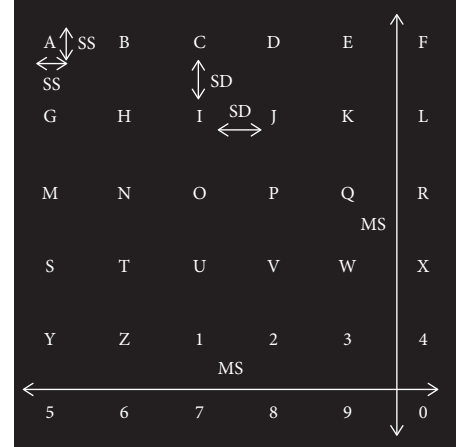 A SS B C D E F
SS SD
G H I SD J K L
M N O P Q R
MS
S T U V W X
Y Z 1 2 3 4
MS
5 6 7 8 9 0